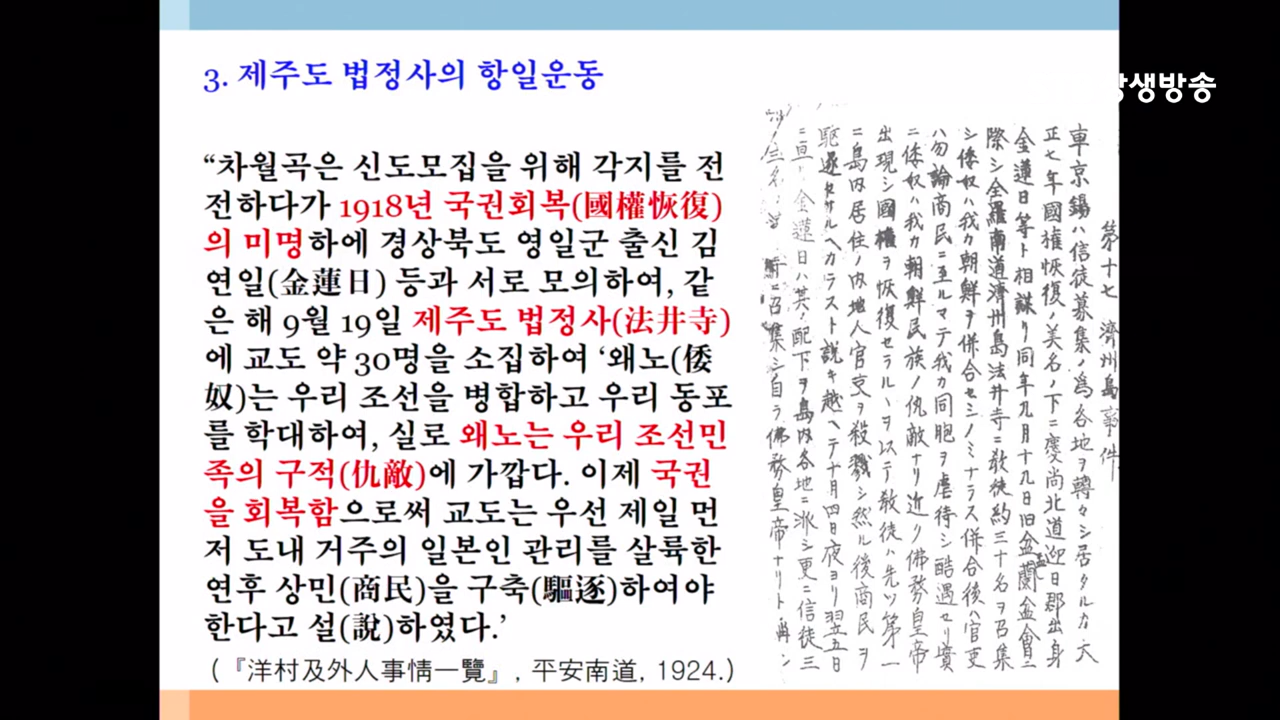 3. 제주도 법정사의 항일운동
상생방송
“차월곡은 신도모집을 위해 각지를 전
전하다가 1918년 국권회복(國權恢復)
의 미명하에 경상북도 영일군 출신 김
연일(金蓮日) 등과 서로 모의하여, 같
은 해 9월 19일 제주도 법정사(法井寺)
에 교도 약 30명을 소집하여 ‘왜노(倭
奴)는 우리 조선을 병합하고 우리 동포
를 학대하여, 실로 왜노는 우리 조선민
족의 구적(仇敵)에 가깝다. 이제 국권
을 회복함으로써 교도는 우선 제일 먼
저 도내 거주의 일본인 관리를 살륙한
연후 상민(商民)을 구축(驅逐)하여야
한다고 설(說)하였다.’
(『洋村及外人事情一覽』, 平安南道, 1924.)
第十七 濟州島事件
車京錫ハ信徒募集ノ為各地ヲ轉々シ居タルカ大
正七年國權恢復ノ美名ノ下ニ慶尚北道迎日郡出身
金蓮日等ト相謀リ同年九月十九日旧盆蘭盆會ニ
際シ全羅南道濟州島法井寺ニ教徒約三十名ヲ召集
シ倭奴ハ我カ朝鮮ヲ併合セシノミナラス併合後ハ官吏
ハ勿論商民ニ至ルマテ我カ同胞ヲ虐待シ酷遇セリ實
ニ倭奴ハ我カ朝鮮民族ノ仇敵ナリ近ク佛務皇帝
出現シ國權ヲ恢復セラルヽヲ以テ教徒ハ先ツ第一
ニ島内居住ノ内地人官吏ヲ殺戮シ然ル後商民ヲ
驅逐セサルヘカラスト説キ越ヘテ十月四日夜ヨリ翌五日
ニ亘リ金蓮日ハ其ノ配下ヲ島内各地ニ派シ更ニ信徒三
ニ召集シ自ラ佛務皇帝ナリト